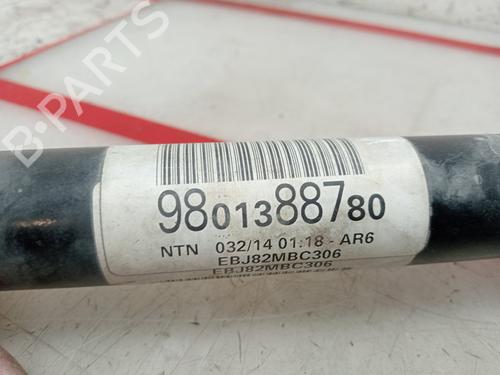 B-PARTS
9801388780
NTN 032/14 01:18 - AR6
EBJ82MBC306
EBJ82MBC306